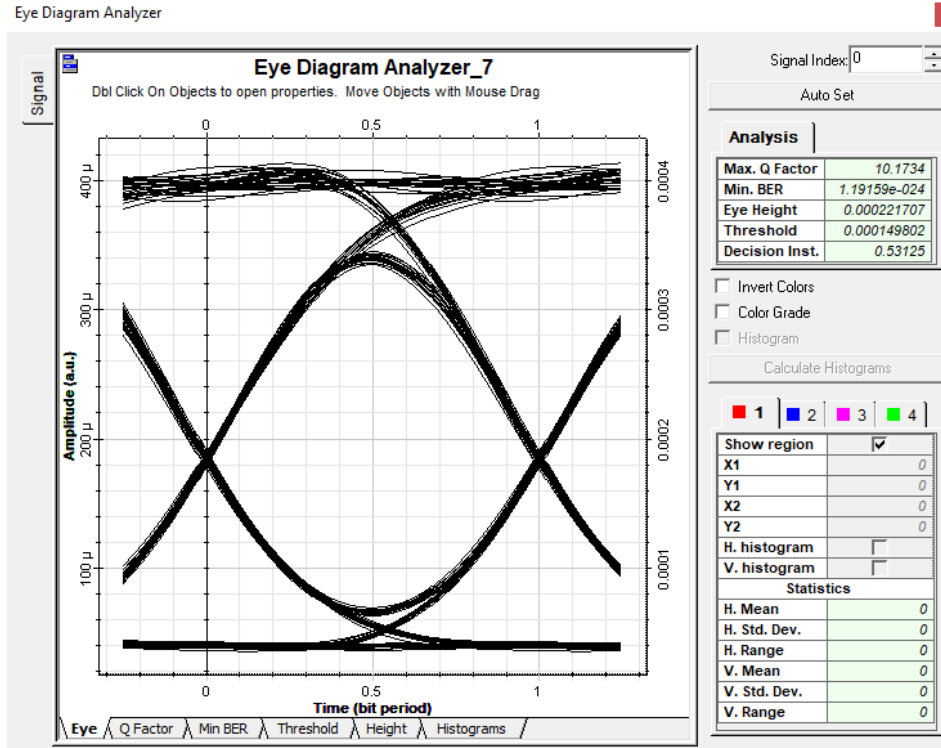 Eye Diagram Analyzer
Signal
Eye Diagram Analyzer_7
Dbl Click On Objects to open properties. Move Objects with Mouse Drag
0 0.5 1
400 µ
300 µ
200 µ
100 µ
Amplitude (a.u.)
0.0004
0.0003
0.0002
0.0001
0 0.5 1
Time (bit period)
Eye Q Factor Min BER Threshold Height Histograms
Signal Index: 0
Auto Set
Analysis
Max. Q Factor 10.1734
Min. BER 1.19159e-024
Eye Height 0.000221707
Threshold 0.000149802
Decision Inst. 0.53125
Invert Colors
Color Grade
Histogram
Calculate Histograms
1 2 3 4
Show region
X1 0
Y1 0
X2 0
Y2 0
H. histogram
V. histogram
Statistics
H. Mean 0
H. Std. Dev. 0
H. Range 0
V. Mean 0
V. Std. Dev. 0
V. Range 0